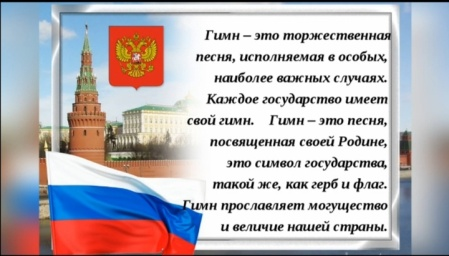 Гимн – это торжественная
песня, исполняемая в особых,
наиболее важных случаях.
Каждое государство имеет
свой гимн. Гимн – это песня,
посвященная своей Родине,
это символ государства,
такой же, как герб и флаг.
Гимн прославляет могущество
и величие нашей страны.